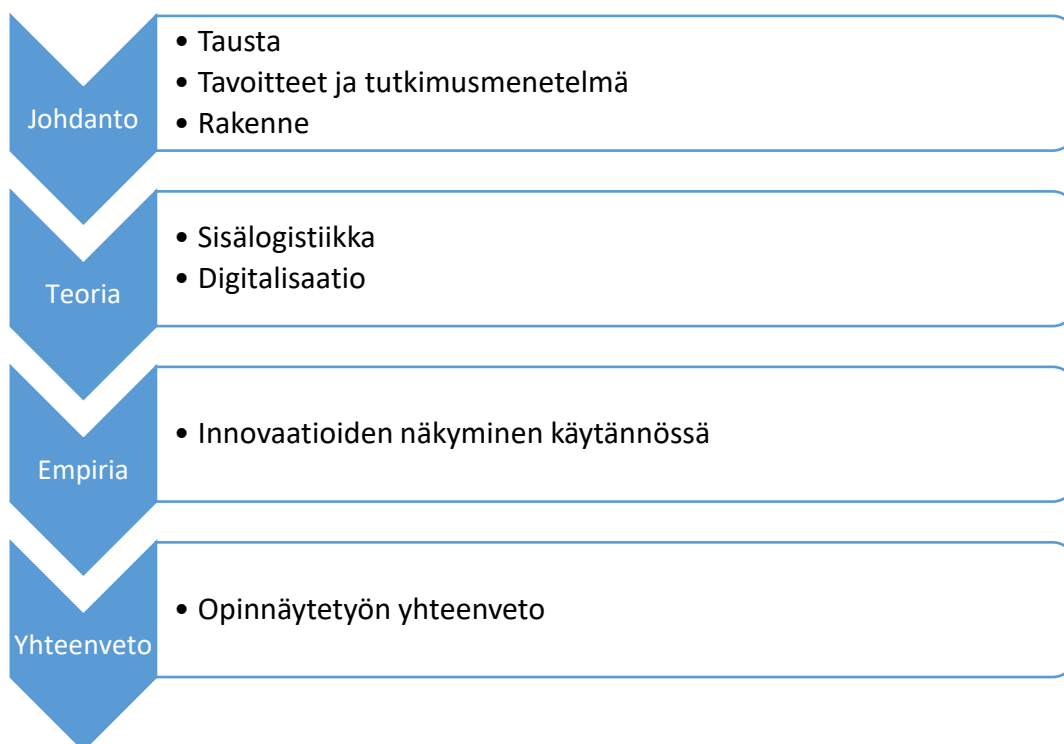 Johdanto
• Tausta
• Tavoitteet ja tutkimusmenetelmä
• Rakenne
Teoria
• Sisälogistiikka
• Digitalisaatio
Empiria
• Innovaatioiden näkyminen käytännössä
Yhteenveto
• Opinnäytetyön yhteenveto